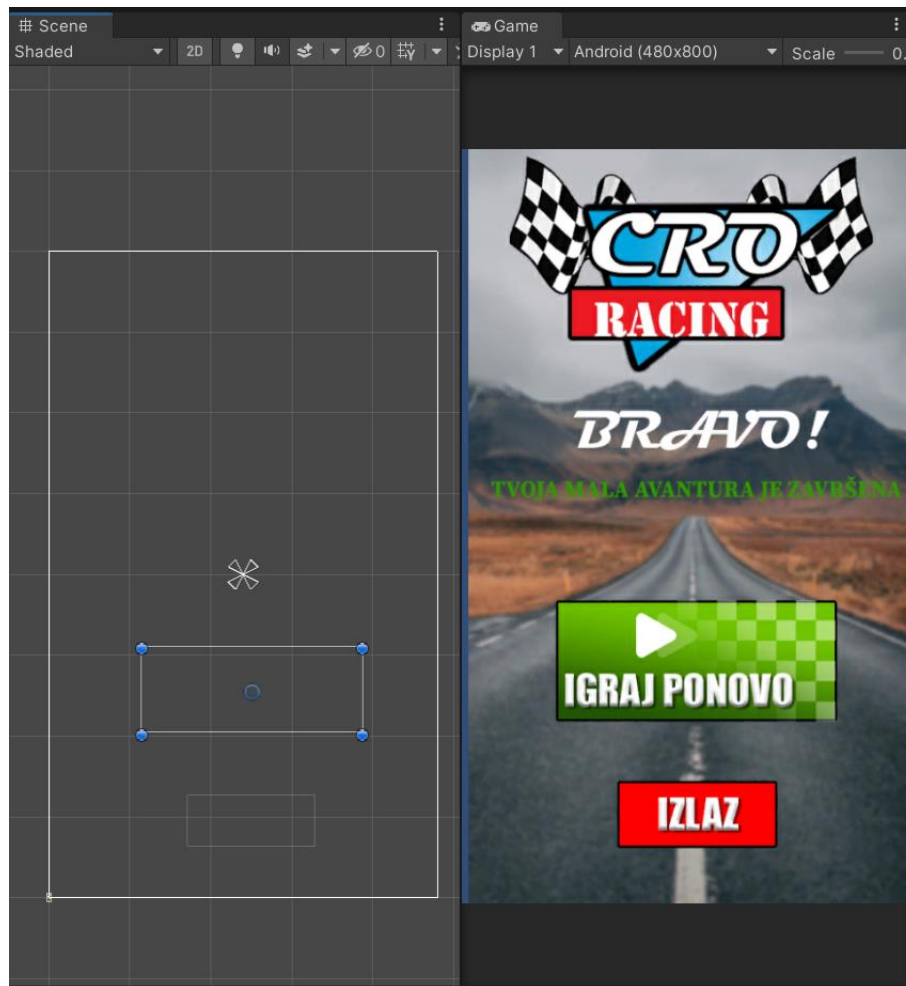 Scene
Game
Shaded
2D
0
Display 1
Android (480x800)
Scale
0.
CRO
RACING
BRAVO!
TVOJA MALA AVANTURA JE ZAVRŠENA
IGRAJ PONOVO
IZLAZ